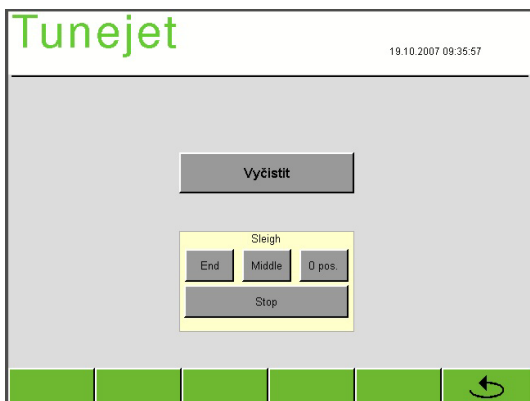 Tunejet
19.10.2007 09:35:57
Vyčistit
Sleigh
End Middle 0 pos.
Stop